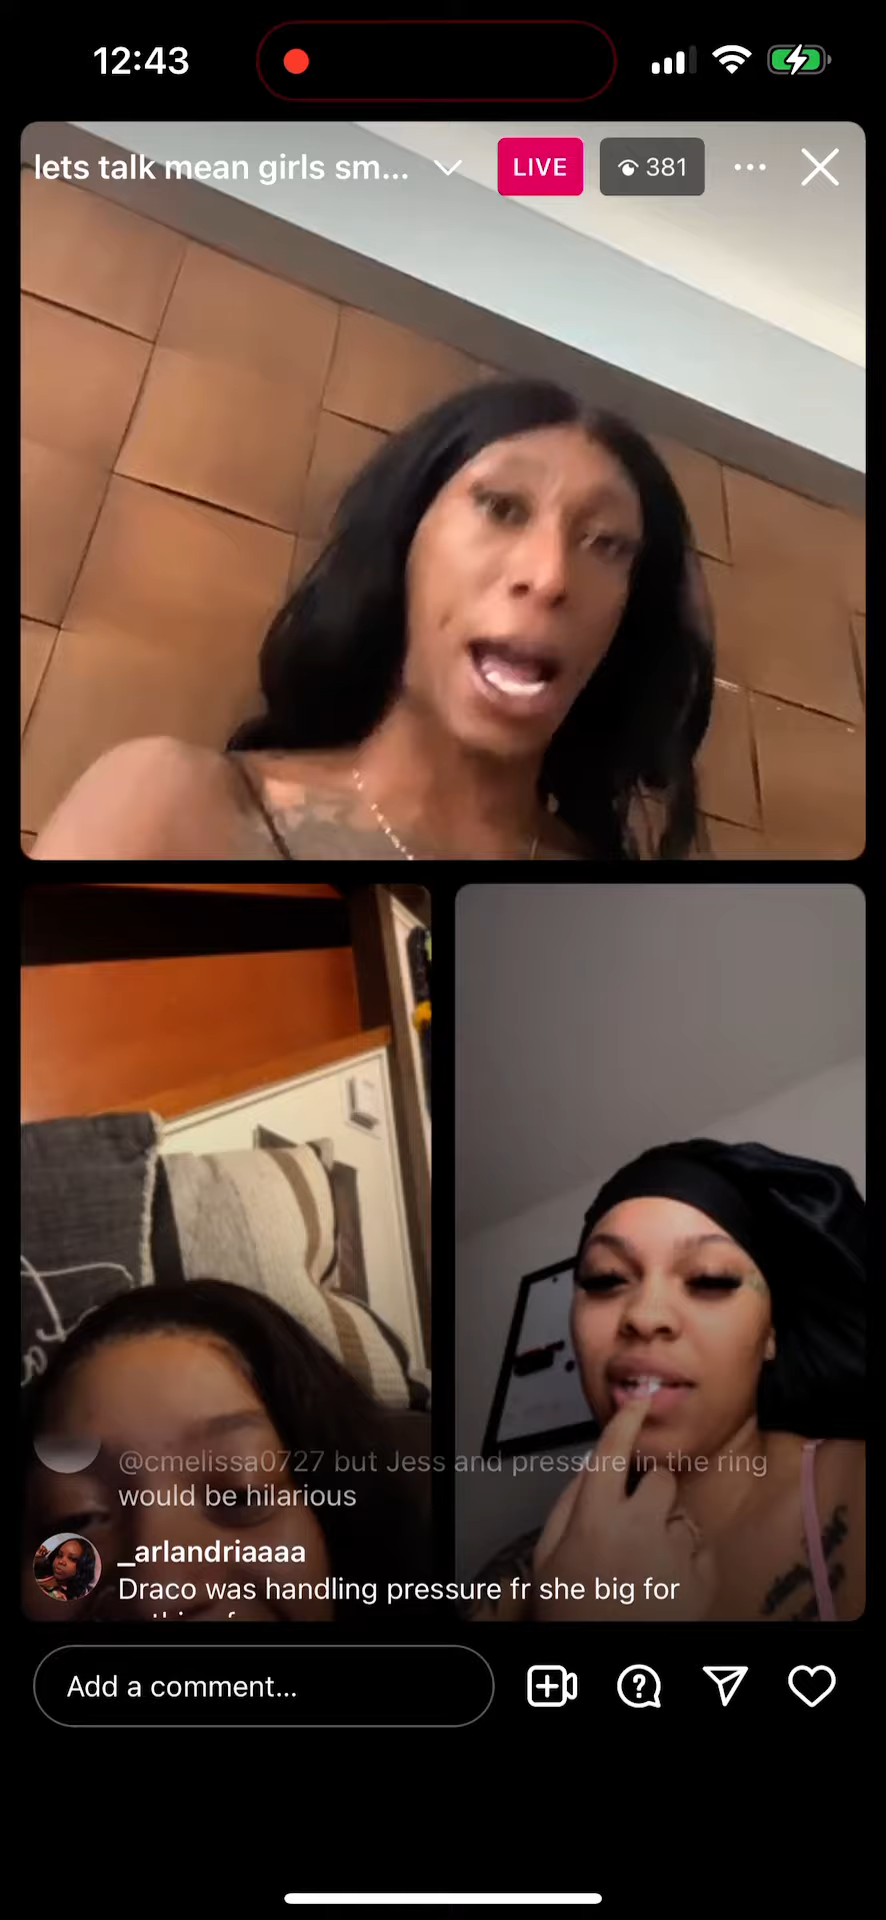 12:43
lets talk mean girls sm...
LIVE
381
@cmelissa0727 but Jess and pressure in the ring
would be hilarious
_arlandriaaaa
Draco was handling pressure fr she big for
Add a comment...